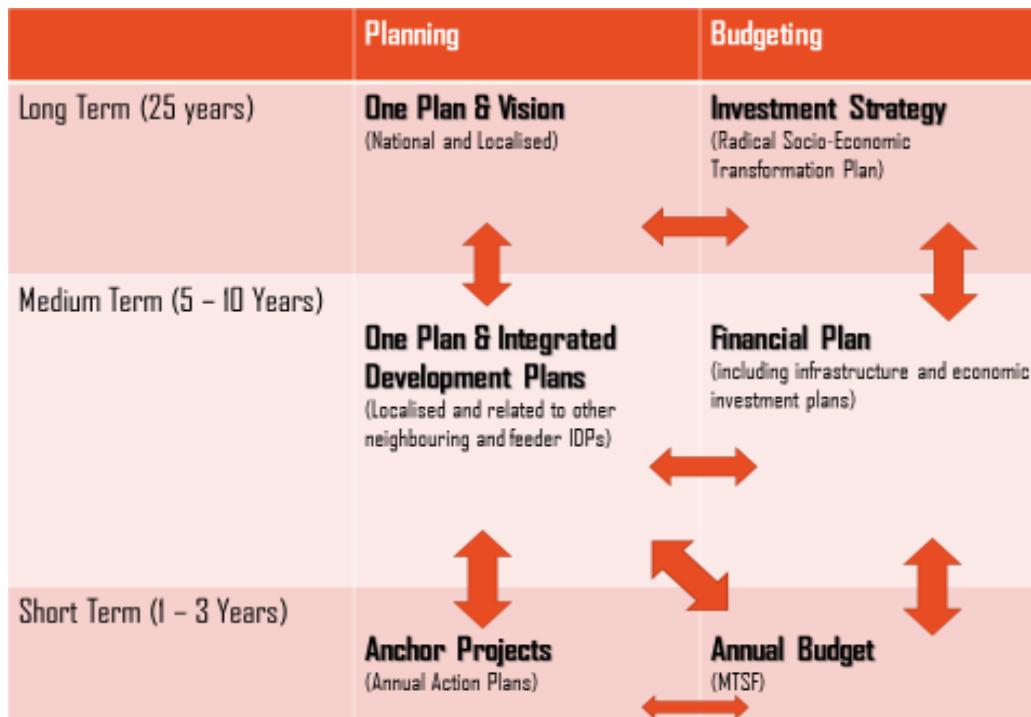 Planning
Budgeting
Long Term (25 years)
One Plan & Vision
(National and Localised)
Investment Strategy
(Radical Socio-Economic
Transformation Plan)
Medium Term (5 – 10 Years)
One Plan & Integrated
Development Plans
(Localised and related to other
neighbouring and feeder IDPs)
Financial Plan
(including infrastructure and economic
investment plans)
Short Term (1 – 3 Years)
Anchor Projects
(Annual Action Plans)
Annual Budget
(MTSF)